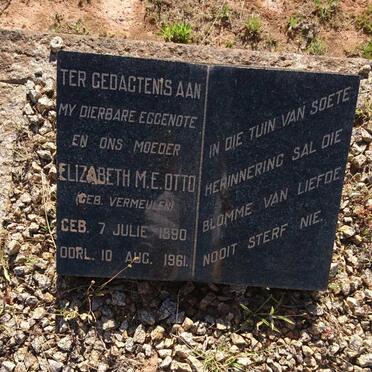 TER GEDAGTENIS AAN
MY DIERBARE EGGENOTE
EN ONS MOEDER
ELIZABETH M.E. OTTO
(GEB. VERMEULEN)
GEB. 7 JULIE 1890
OORL. 10 AUG. 1961.
IN DIE TUIN VAN SOETE
HERINNERING SAL DIE
BLOMME VAN LIEFDE
NOOIT STERF NIE.